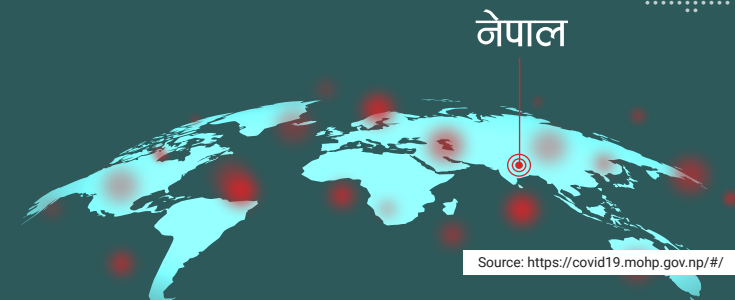 नेपाल
Source: https://covid19.mohp.gov.np/#/